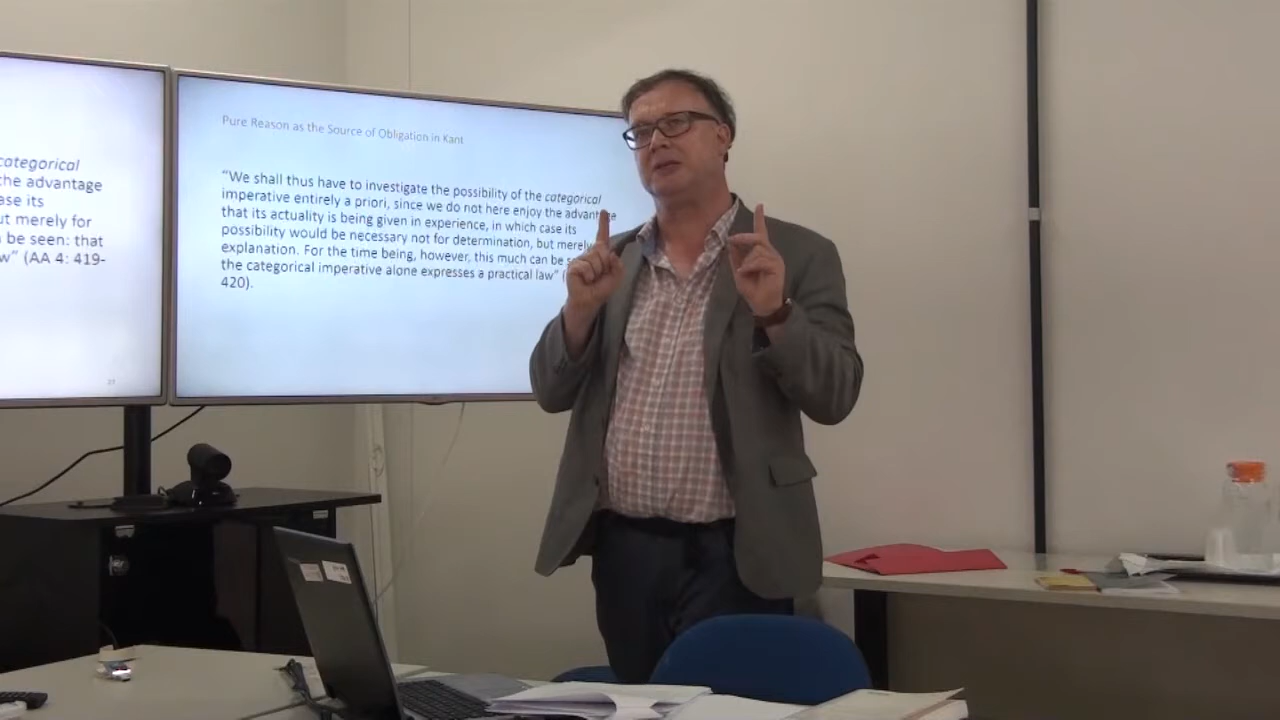 categorical
the advantage
ase its
ut merely for
n be seen: that
w” (AA 4: 419-
27
Pure Reason as the Source of Obligation in Kant
“We shall thus have to investigate the possibility of the categorical
imperative entirely a priori, since we do not here enjoy the advantage
that its actuality is being given in experience, in which case its
possibility would be necessary not for determination, but merely
explanation. For the time being, however, this much can be s
the categorical imperative alone expresses a practical law” (
420).